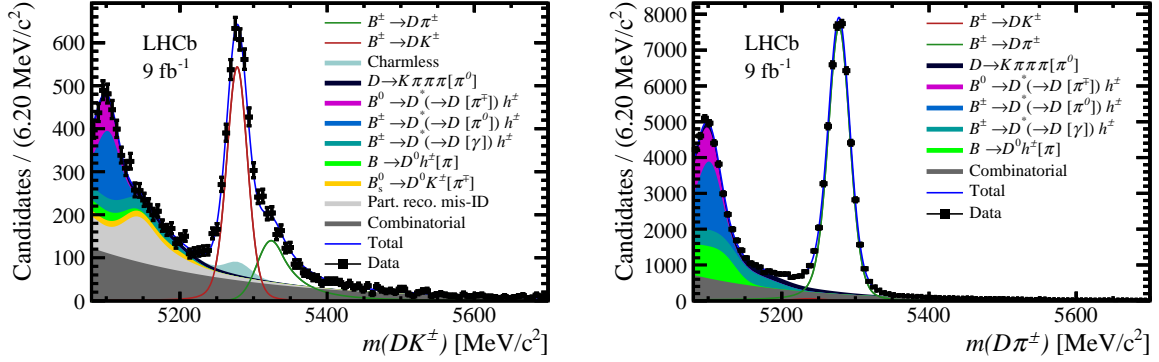 Candidates / (6.20 MeV/c²)
600
500
400
300
200
100
0
LHCb
9 fb⁻¹
B± → Dπ±
B± → DK±
Charmless
D→Kπππ[π⁰]
B⁰ → D*(→D [π∓]) h±
B± → D*(→D [π⁰]) h±
B± → D*(→D [γ]) h±
B → D⁰h±[π]
B⁰s → D⁰K±[π∓]
Part. reco. mis-ID
Combinatorial
Total
Data
5200 5400 5600
m(DK±) [MeV/c²]
Candidates / (6.20 MeV/c²)
8000
7000
6000
5000
4000
3000
2000
1000
0
LHCb
9 fb⁻¹
B± → DK±
B± → Dπ±
D→Kπππ[π⁰]
B⁰ → D*(→D [π∓]) h±
B± → D*(→D [π⁰]) h±
B± → D*(→D [γ]) h±
B → D⁰h±[π]
Combinatorial
Total
Data
5200 5400 5600
m(Dπ±) [MeV/c²]